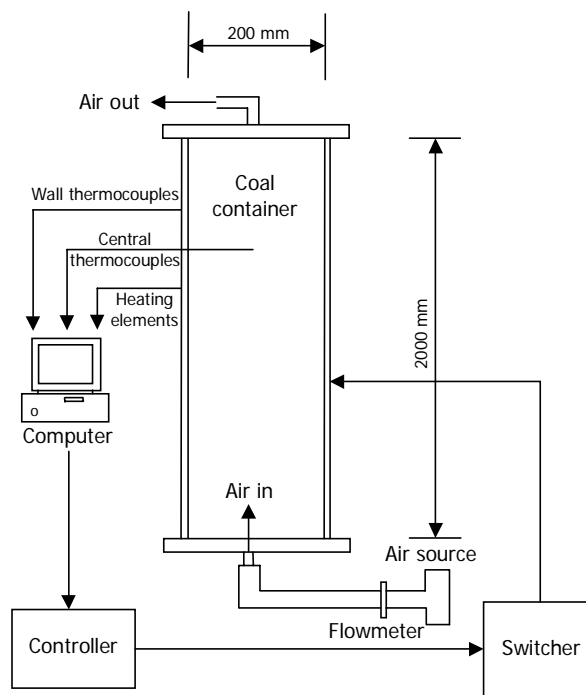 200 mm
Air out
Coal
container
Wall thermocouples
Central
thermocouples
Heating
elements
2000 mm
Computer
Air in
Air source
Flowmeter
Controller
Switcher